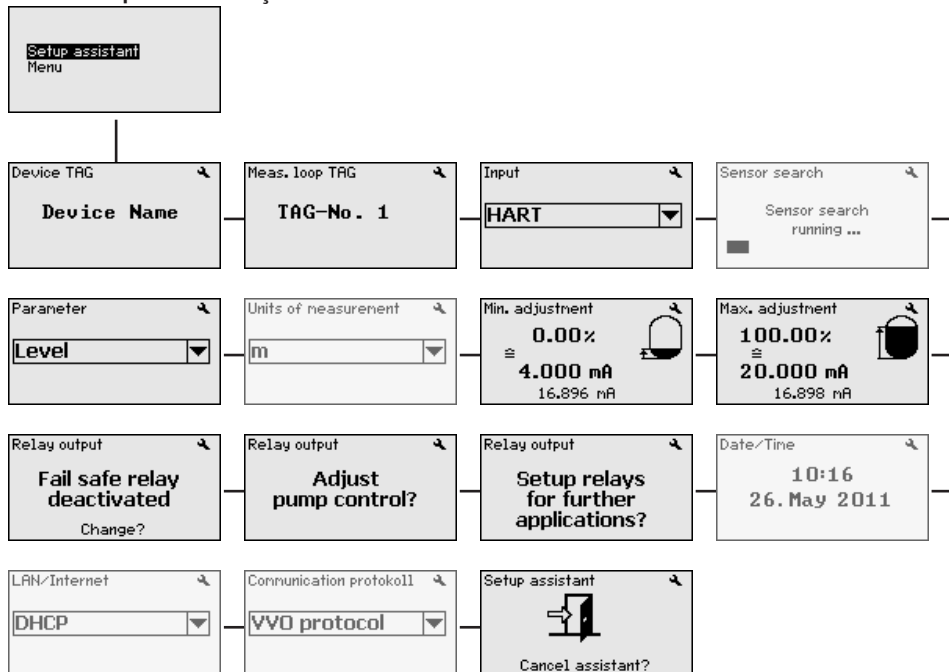 Setup assistant
Menu
Device TAG
Device Name
Meas. loop TAG
TAG-No. 1
Input
HART
Sensor search
Sensor search
running ...
Parameter
Level
Units of measurement
m
Min. adjustment
0.00%
≙
4.000 mA
16.896 mA
Max. adjustment
100.00%
≙
20.000 mA
16.898 mA
Relay output
Fail safe relay
deactivated
Change?
Relay output
Adjust
pump control?
Relay output
Setup relays
for further
applications?
Date/Time
10:16
26. May 2011
LAN/Internet
DHCP
Communication protokoll
VVO protocol
Setup assistant
Cancel assistant?